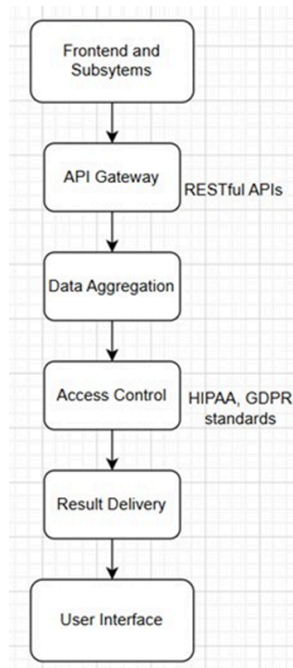 Frontend and
Subsytems
API Gateway
RESTful APIs
Data Aggregation
Access Control
HIPAA, GDPR
standards
Result Delivery
User Interface